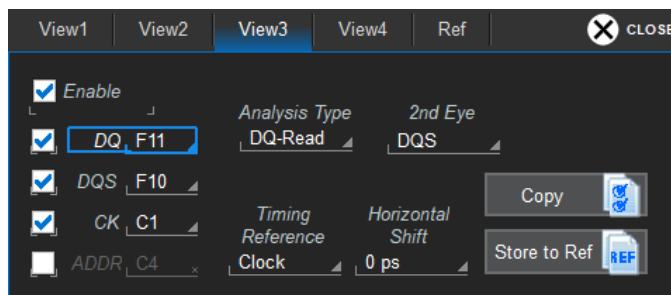 View1 View2 View3 View4 Ref CLOSE
Enable
Analysis Type 2nd Eye
DQ F11 DQ-Read DQS
DQS F10
Copy
CK C1 Timing Reference Horizontal Shift
Store to Ref REF
ADDR C4 Clock 0 ps